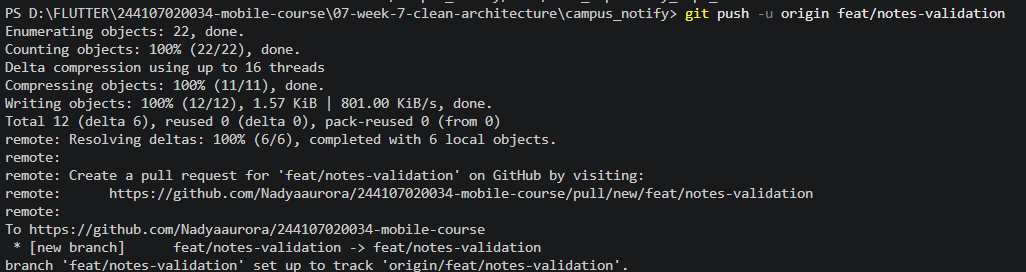 PS D:\FLUTTER\244107020034-mobile-course\07-week-7-clean-architecture\campus_notify> git push -u origin feat/notes-validation
Enumerating objects: 22, done.
Counting objects: 100% (22/22), done.
Delta compression using up to 16 threads
Compressing objects: 100% (11/11), done.
Writing objects: 100% (12/12), 1.57 KiB | 801.00 KiB/s, done.
Total 12 (delta 6), reused 0 (delta 0), pack-reused 0 (from 0)
remote: Resolving deltas: 100% (6/6), completed with 6 local objects.
remote:
remote: Create a pull request for 'feat/notes-validation' on GitHub by visiting:
remote:      https://github.com/Nadyaaurora/244107020034-mobile-course/pull/new/feat/notes-validation
remote:
To https://github.com/Nadyaaurora/244107020034-mobile-course
 * [new branch]      feat/notes-validation -> feat/notes-validation
branch 'feat/notes-validation' set up to track 'origin/feat/notes-validation'.